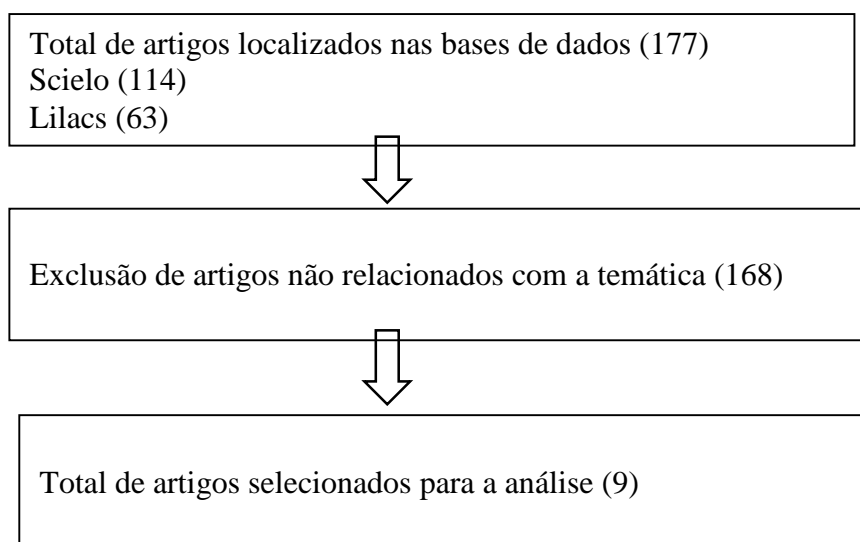 Total de artigos localizados nas bases de dados (177)
Scielo (114)
Lilacs (63)
Exclusão de artigos não relacionados com a temática (168)
Total de artigos selecionados para a análise (9)